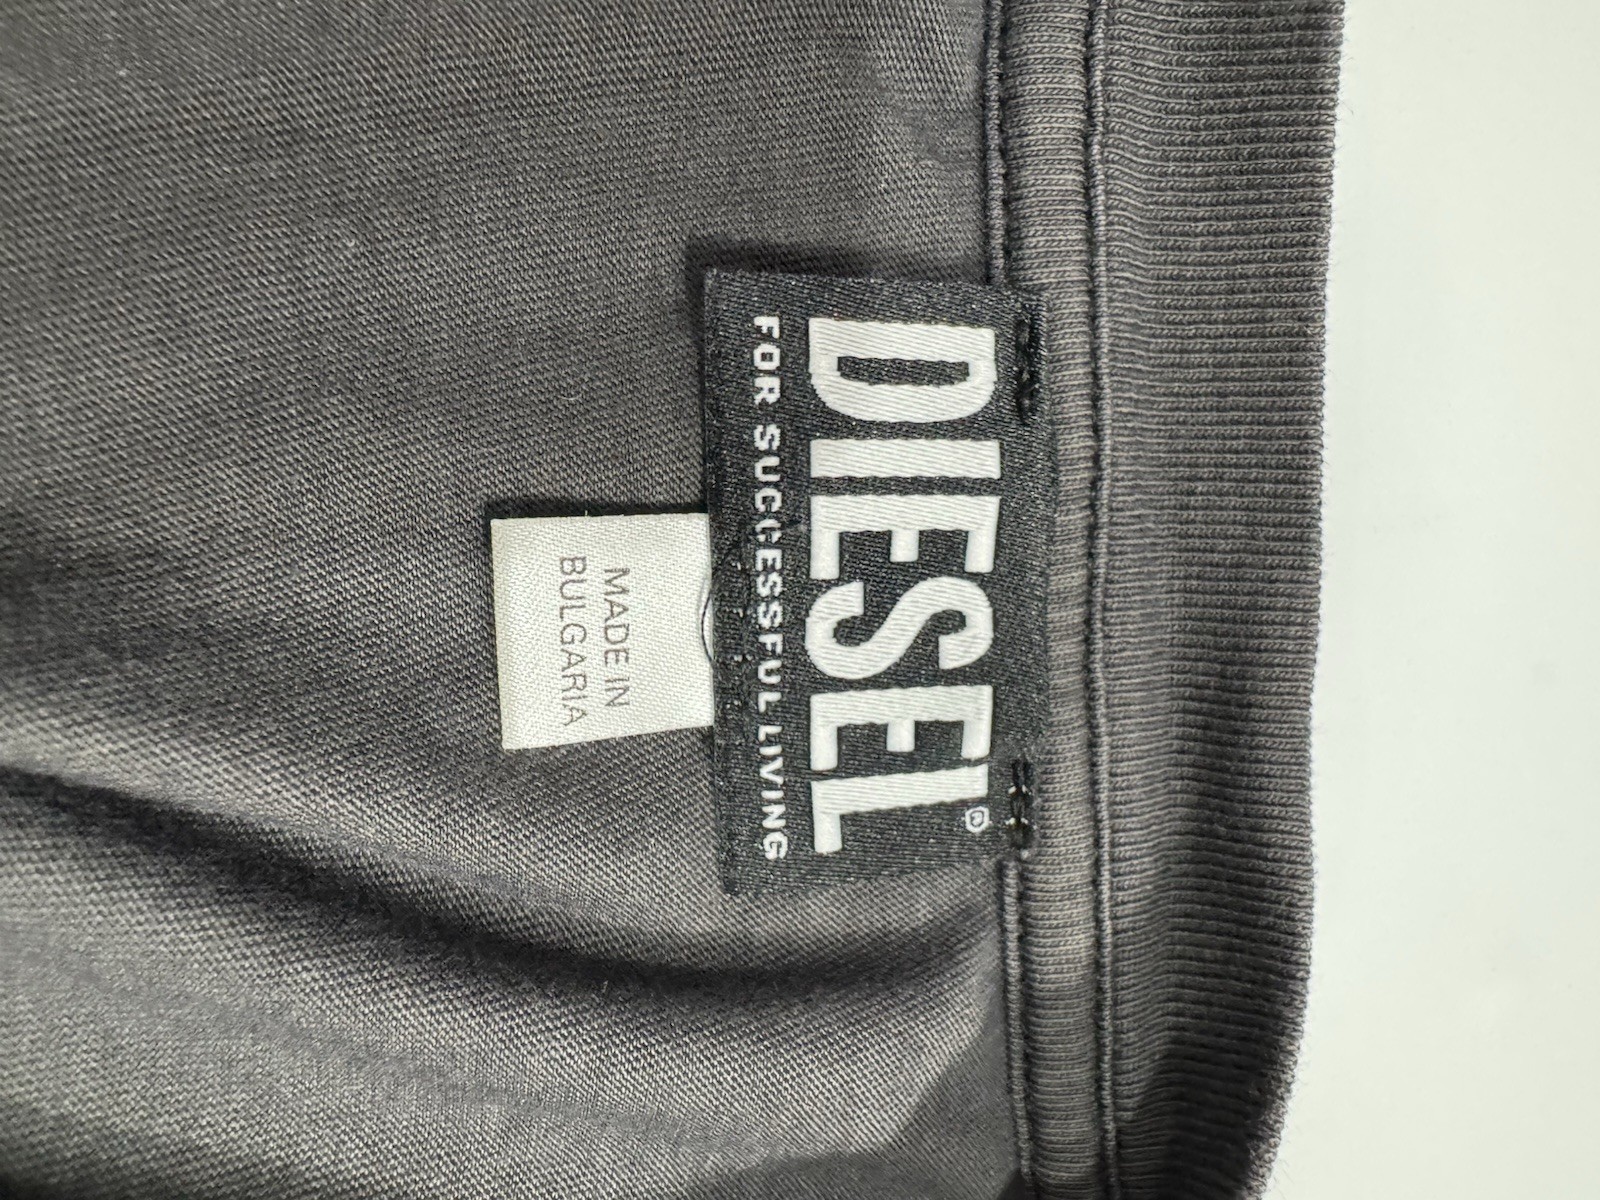 DIESEL®
FOR SUCCESSFUL LIVING
MADE IN
BULGARIA